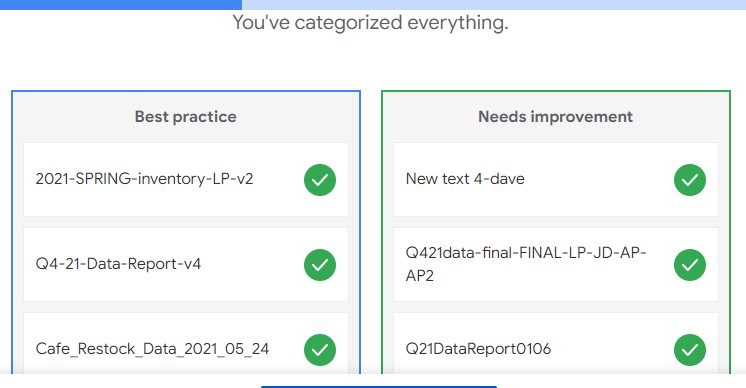 You've categorized everything.
Best practice
2021-SPRING-inventory-LP-v2
Q4-21-Data-Report-v4
Cafe_Restock_Data_2021_05_24
Needs improvement
New text 4-dave
Q421data-final-FINAL-LP-JD-AP-
AP2
Q21DataReport0106